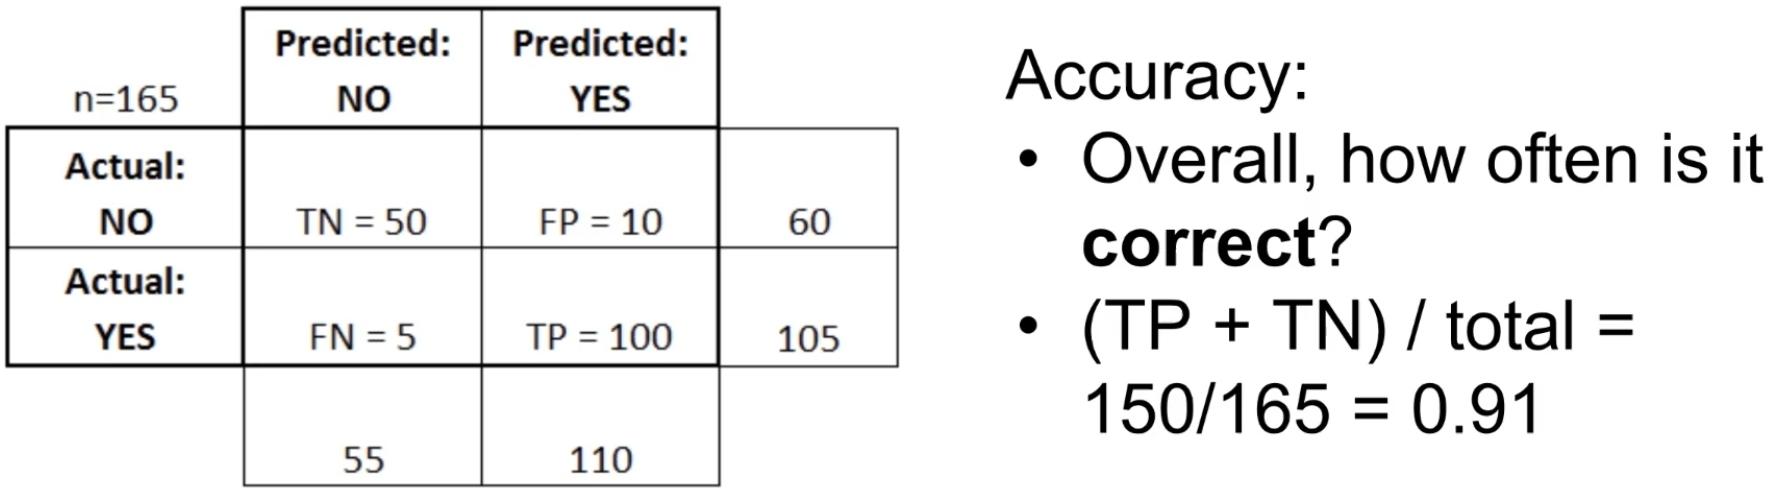 Predicted: Predicted:
n=165 NO YES
Actual:
NO TN = 50 FP = 10 60
Actual:
YES FN = 5 TP = 100 105
55 110
Accuracy:
• Overall, how often is it
correct?
• (TP + TN) / total =
150/165 = 0.91